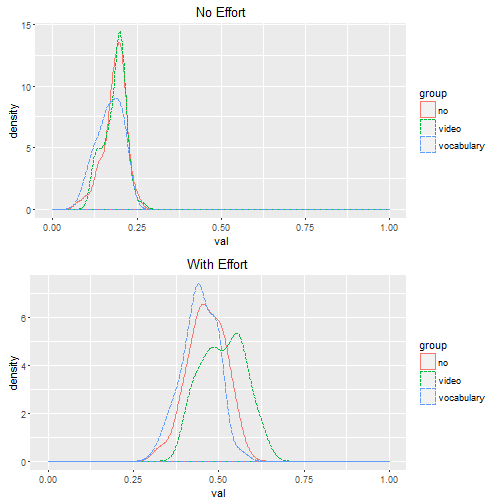 No Effort
15
10
5
0
density
0.00
0.25
0.50
0.75
1.00
val
group
no
video
vocabulary
With Effort
6
4
2
0
density
0.00
0.25
0.50
0.75
1.00
val
group
no
video
vocabulary